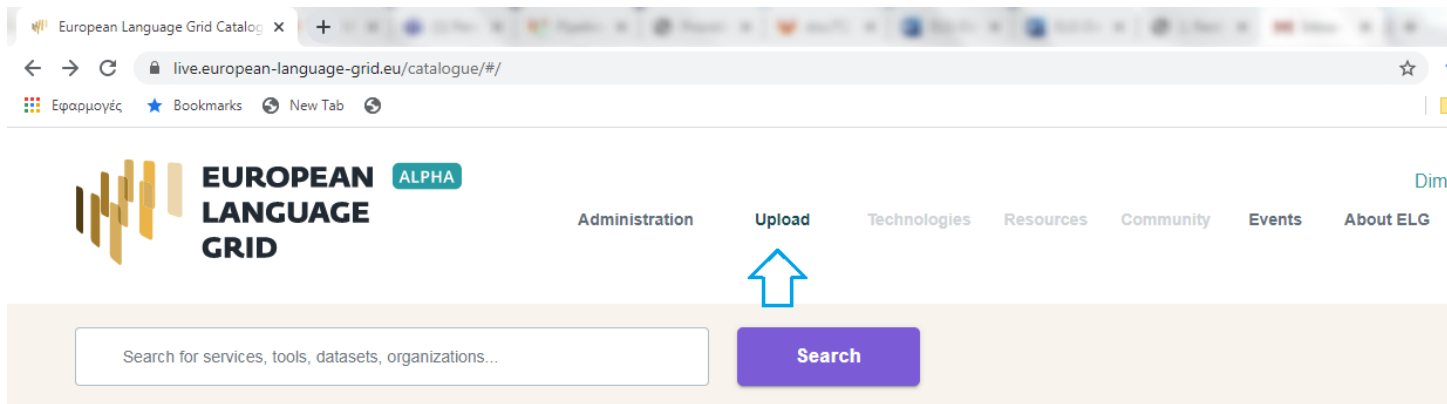 European Language Grid Catalog
live.european-language-grid.eu/catalogue/#/
Εφαρμογές Bookmarks New Tab
EUROPEAN ALPHA
LANGUAGE
GRID
Dim
Administration Upload Technologies Resources Community Events About ELG
Search for services, tools, datasets, organizations... Search